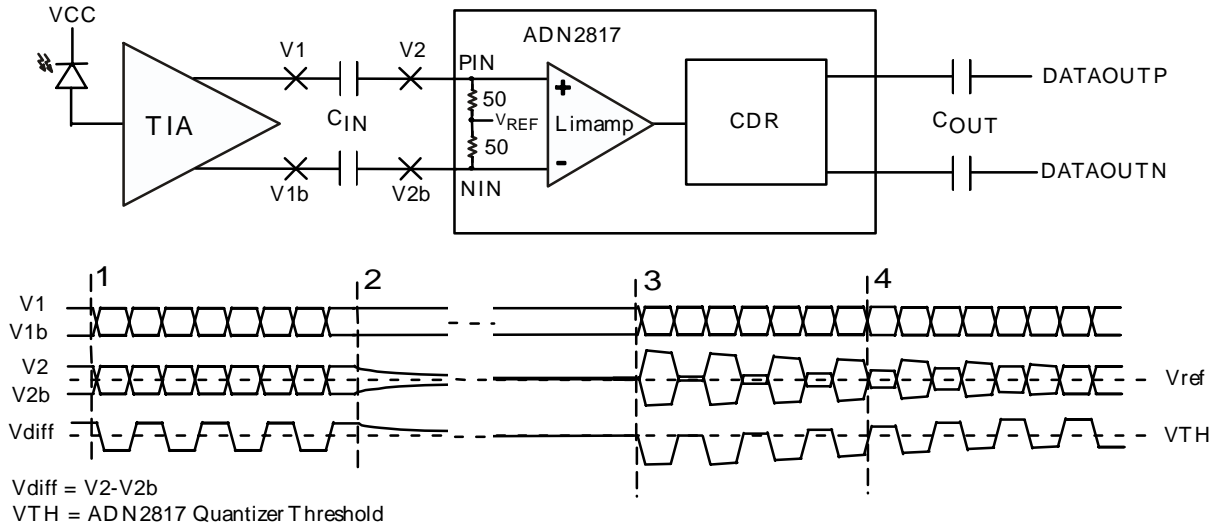 VCC
ADN2817
V1
V2
PIN
TIA
CIN
50
VREF
50
+
-
Limamp
CDR
COUT
DATAOUTP
DATAOUTN
V1b
V2b
NIN
1
2
3
4
V1
V1b
V2
V2b
Vref
Vdiff
VTH
Vdiff = V2-V2b
VTH = ADN2817 Quantizer Threshold